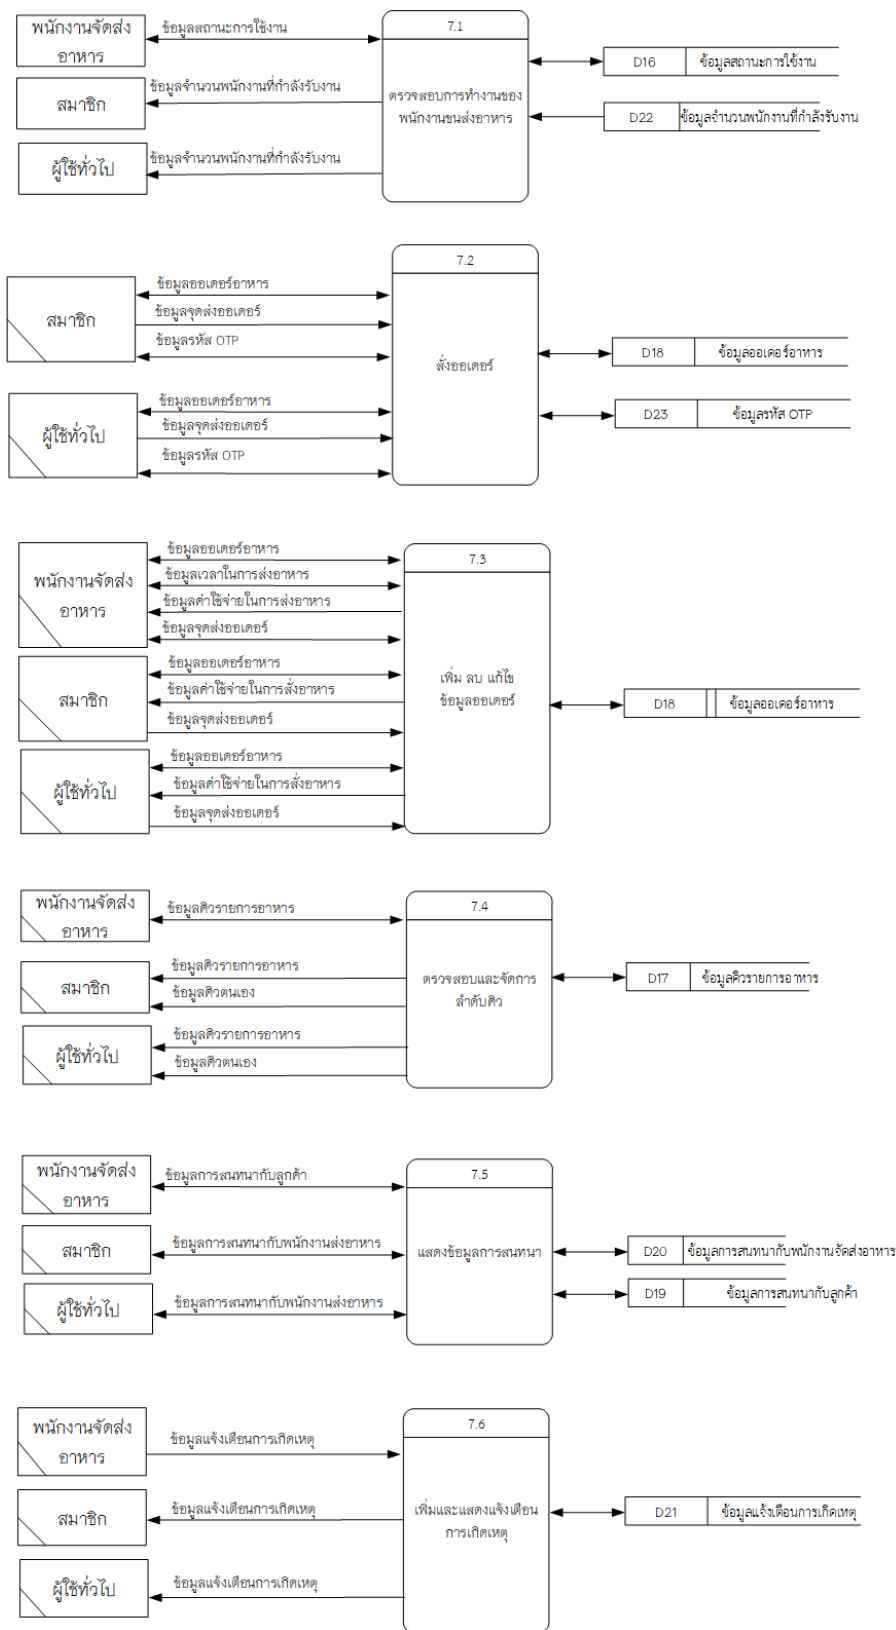 พนักงานจัดส่ง
อาหาร
ข้อมูลสถานะการใช้งาน
สมาชิก
ข้อมูลจำนวนพนักงานที่กำลังรับงาน
ผู้ใช้ทั่วไป
ข้อมูลจำนวนพนักงานที่กำลังรับงาน
7.1
ตรวจสอบการทำงานของ
พนักงานขนส่งอาหาร
D16 ข้อมูลสถานะการใช้งาน
D22 ข้อมูลจำนวนพนักงานที่กำลังรับงาน
สมาชิก
ข้อมูลออเดอร์อาหาร
ข้อมูลจุดส่งออเดอร์
ข้อมูลรหัส OTP
ผู้ใช้ทั่วไป
ข้อมูลออเดอร์อาหาร
ข้อมูลจุดส่งออเดอร์
ข้อมูลรหัส OTP
7.2
สั่งออเดอร์
D18 ข้อมูลออเดอร์อาหาร
D23 ข้อมูลรหัส OTP
พนักงานจัดส่ง
อาหาร
ข้อมูลออเดอร์อาหาร
ข้อมูลเวลาในการส่งอาหาร
ข้อมูลค่าใช้จ่ายในการส่งอาหาร
ข้อมูลจุดส่งออเดอร์
สมาชิก
ข้อมูลออเดอร์อาหาร
ข้อมูลค่าใช้จ่ายในการสั่งอาหาร
ข้อมูลจุดส่งออเดอร์
ผู้ใช้ทั่วไป
ข้อมูลออเดอร์อาหาร
ข้อมูลค่าใช้จ่ายในการสั่งอาหาร
ข้อมูลจุดส่งออเดอร์
7.3
เพิ่ม ลบ แก้ไข
ข้อมูลออเดอร์
D18 ข้อมูลออเดอร์อาหาร
พนักงานจัดส่ง
อาหาร
ข้อมูลคิวรายการอาหาร
สมาชิก
ข้อมูลคิวรายการอาหาร
ข้อมูลคิวตนเอง
ผู้ใช้ทั่วไป
ข้อมูลคิวรายการอาหาร
ข้อมูลคิวตนเอง
7.4
ตรวจสอบและจัดการ
ลำดับคิว
D17 ข้อมูลคิวรายการอาหาร
พนักงานจัดส่ง
อาหาร
ข้อมูลการสนทนากับลูกค้า
สมาชิก
ข้อมูลการสนทนากับพนักงานส่งอาหาร
ผู้ใช้ทั่วไป
ข้อมูลการสนทนากับพนักงานส่งอาหาร
7.5
แสดงข้อมูลการสนทนา
D20 ข้อมูลการสนทนากับพนักงานจัดส่งอาหาร
D19 ข้อมูลการสนทนากับลูกค้า
พนักงานจัดส่ง
อาหาร
ข้อมูลแจ้งเตือนการเกิดเหตุ
สมาชิก
ข้อมูลแจ้งเตือนการเกิดเหตุ
ผู้ใช้ทั่วไป
ข้อมูลแจ้งเตือนการเกิดเหตุ
7.6
เพิ่มและแสดงแจ้งเตือน
การเกิดเหตุ
D21 ข้อมูลแจ้งเตือนการเกิดเหตุ